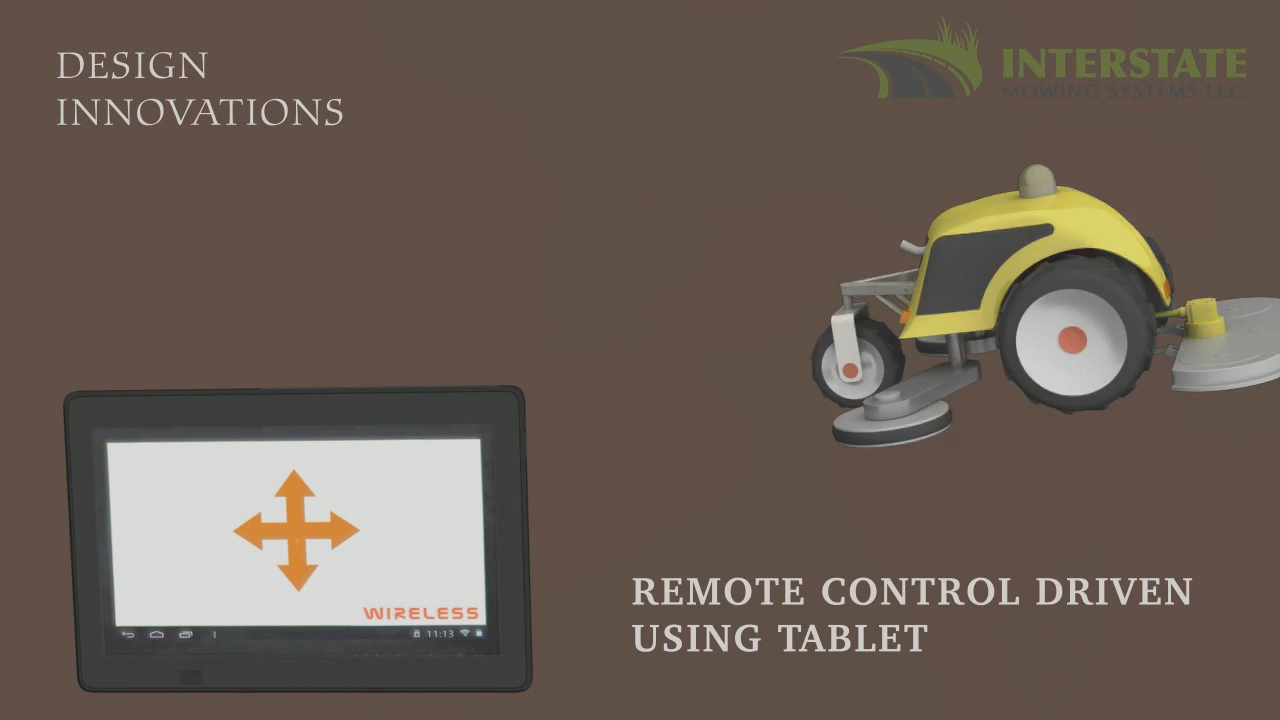 DESIGN
INNOVATIONS
INTERSTATE
MOWING SYSTEMS LLC.
WIRELESS
11:13
REMOTE CONTROL DRIVEN
USING TABLET